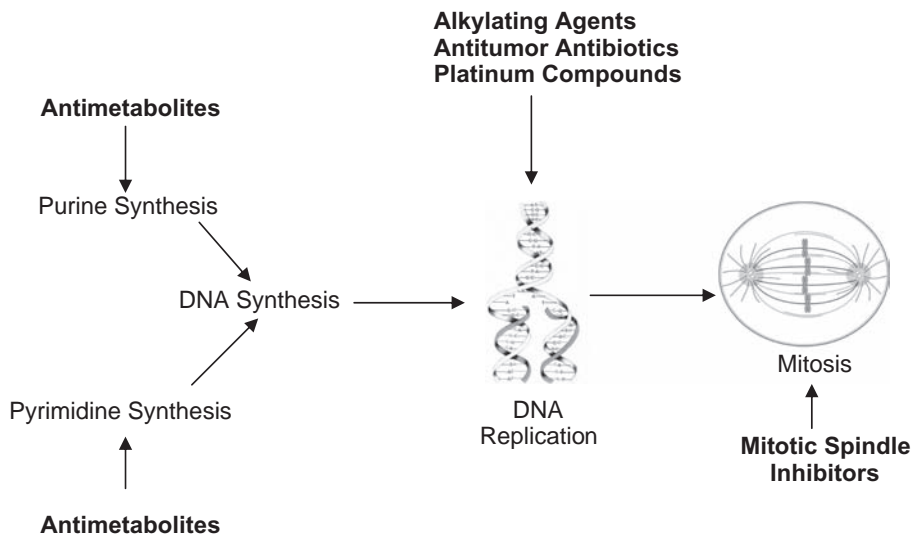 Alkylating Agents
Antitumor Antibiotics
Platinum Compounds
Antimetabolites
Purine Synthesis
DNA Synthesis
Pyrimidine Synthesis
Antimetabolites
DNA
Replication
Mitosis
Mitotic Spindle
Inhibitors